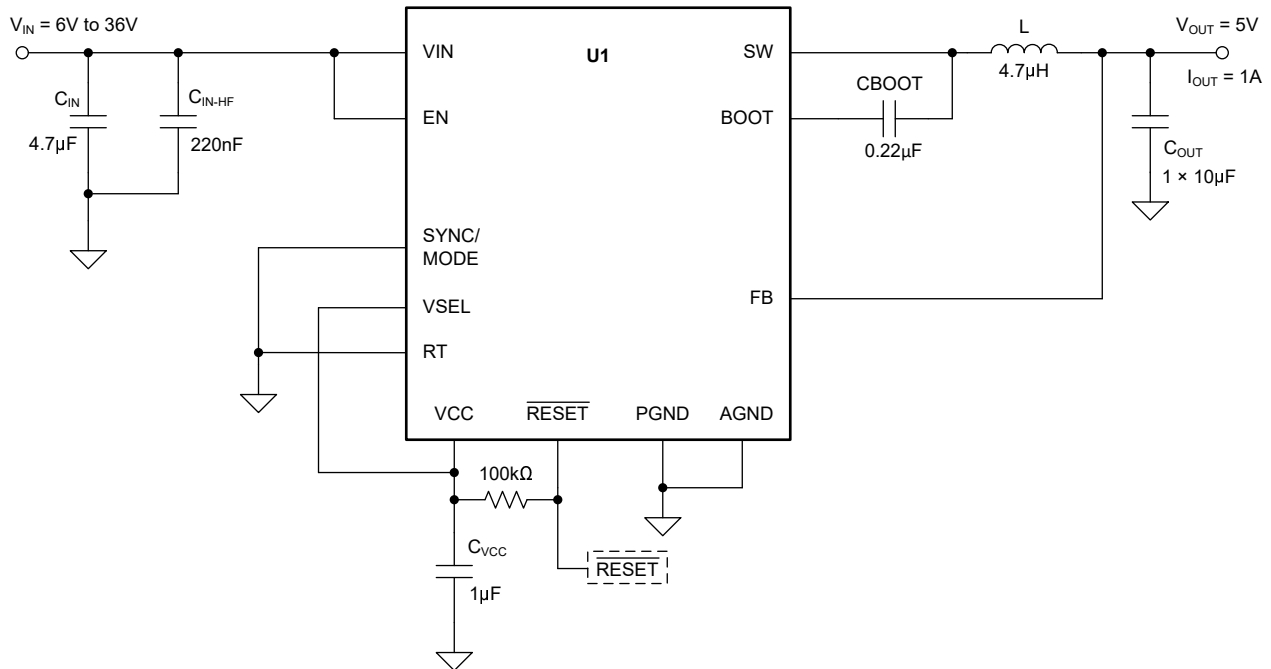 V_IN = 6V to 36V
C_IN
4.7µF
C_IN-HF
220nF
U1
VIN
EN
SYNC/
MODE
VSEL
RT
VCC
RESET
PGND
AGND
SW
BOOT
FB
CBOOT
0.22µF
L
4.7µH
V_OUT = 5V
I_OUT = 1A
C_OUT
1 × 10µF
100kΩ
C_VCC
1µF
RESET